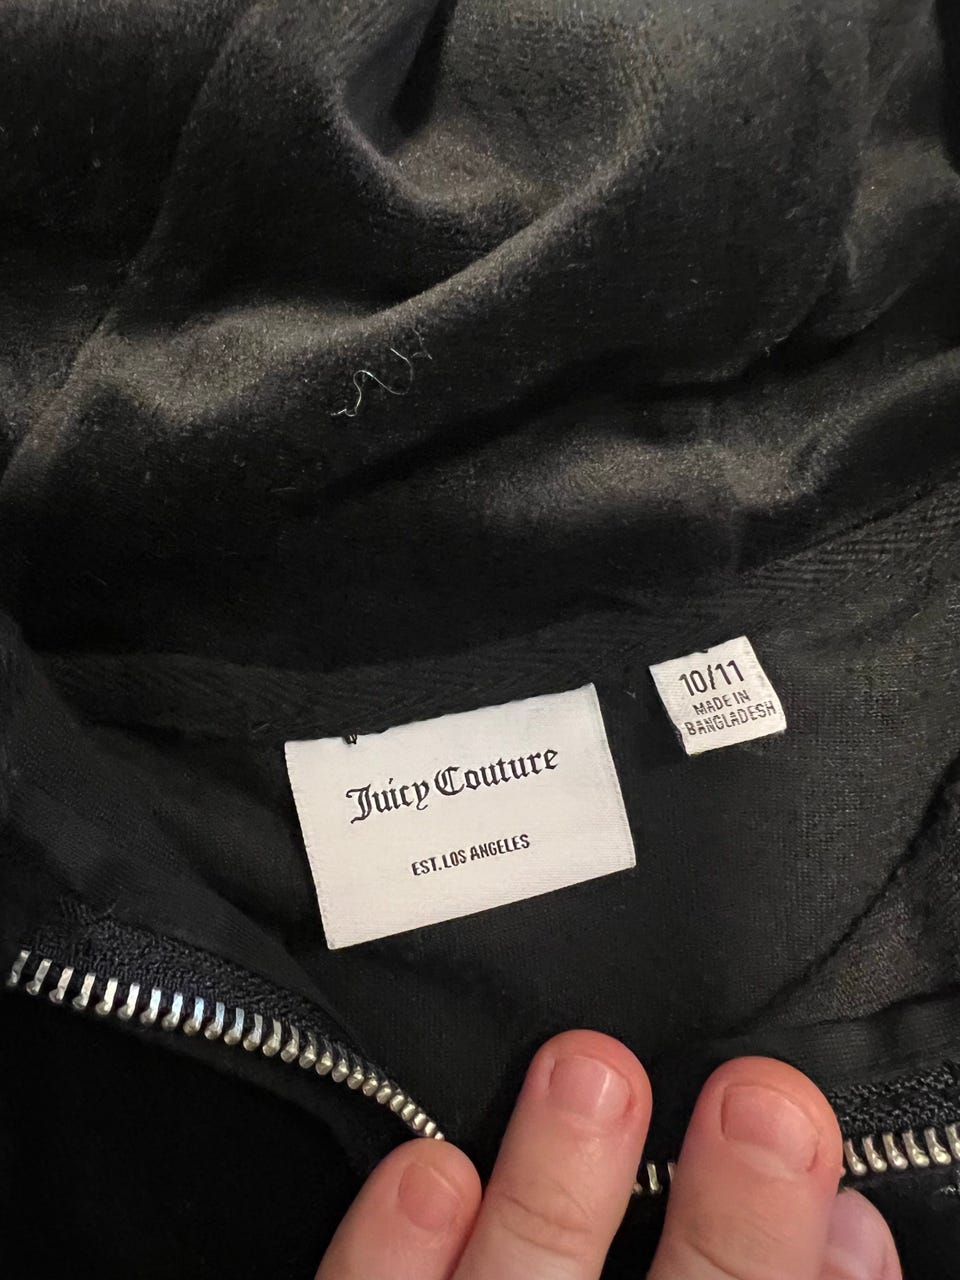 Juicy Couture
EST. LOS ANGELES
10/11
MADE IN
BANGLADESH